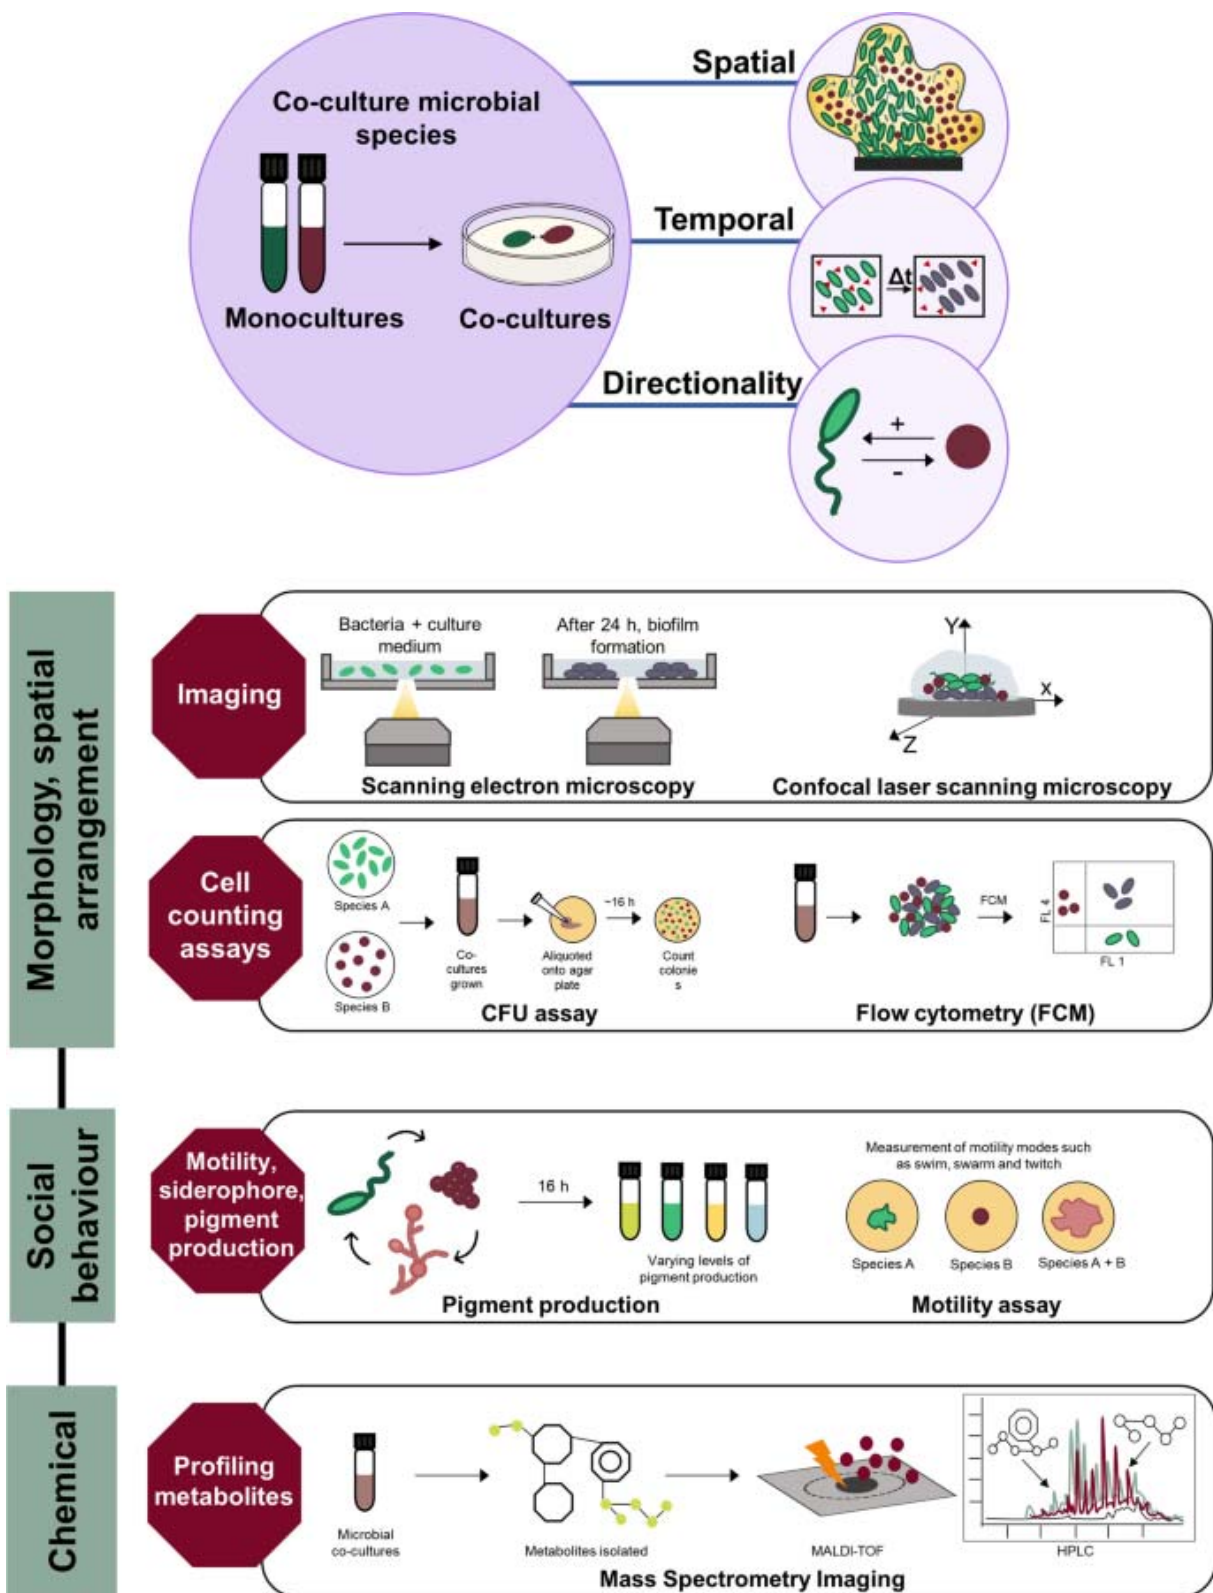 Spatial
Co-culture microbial
species
Temporal
Δt
Monocultures
Co-cultures
Directionality
+
-
Morphology, spatial
arrangement
Imaging
Bacteria + culture
medium
After 24 h, biofilm
formation
Scanning electron microscopy
Y
X
Z
Confocal laser scanning microscopy
Cell
counting
assays
Species A
Species B
Co-
cultures
grown
Aliquoted
onto agar
plate
~16 h
Count
colonie
s
CFU assay
FCM
FL 4
FL 1
Flow cytometry (FCM)
Social
behaviour
Motility,
siderophore,
pigment
production
16 h
Varying levels of
pigment production
Pigment production
Measurement of motility modes such
as swim, swarm and twitch
Species A
Species B
Species A + B
Motility assay
Chemical
Profiling
metabolites
Microbial
co-cultures
Metabolites isolated
MALDI-TOF
HPLC
Mass Spectrometry Imaging